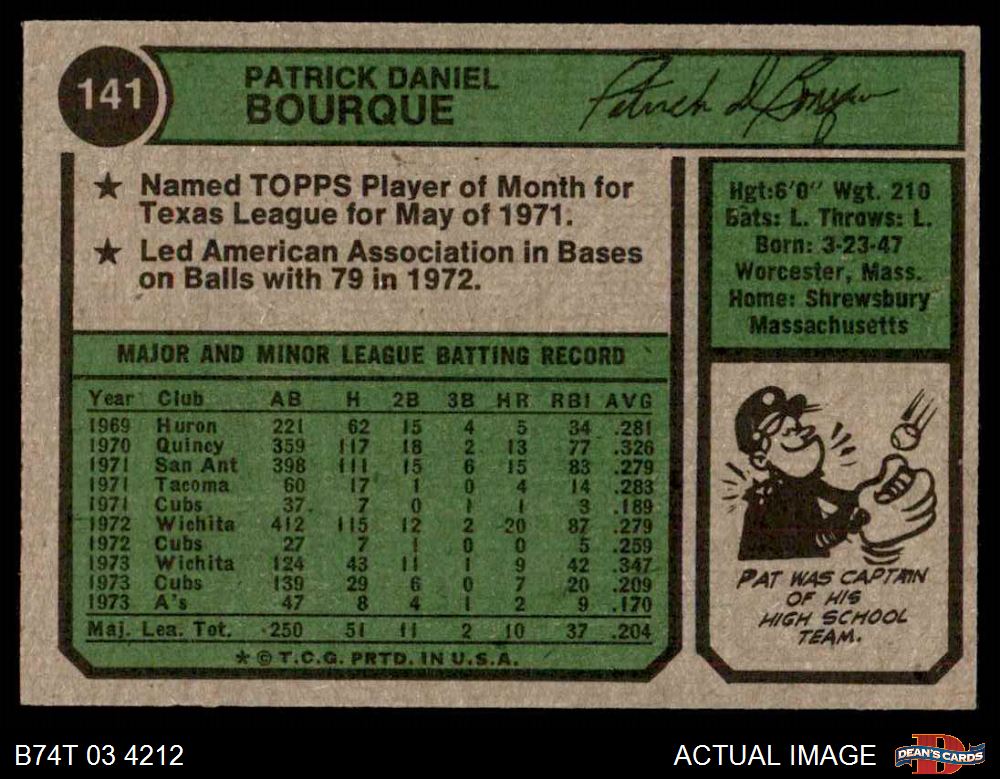 141
PATRICK DANIEL
BOURQUE
Patrick D Bourque
★ Named TOPPS Player of Month for
Texas League for May of 1971.
★ Led American Association in Bases
on Balls with 79 in 1972.
Hgt:6'0" Wgt. 210
Bats: L. Throws: L.
Born: 3-23-47
Worcester, Mass.
Home: Shrewsbury
Massachusetts
MAJOR AND MINOR LEAGUE BATTING RECORD
Year Club AB H 2B 3B HR RBI AVG
1969 Huron 221 62 15 4 5 34 .281
1970 Quincy 359 117 18 2 13 77 .326
1971 San Ant 398 111 15 6 15 83 .279
1971 Tacoma 60 17 1 0 4 14 .283
1971 Cubs 37 7 0 1 1 3 .189
1972 Wichita 412 115 12 2 20 87 .279
1972 Cubs 27 7 1 0 0 5 .259
1973 Wichita 124 43 11 1 9 42 .347
1973 Cubs 139 29 6 0 7 20 .209
1973 A's 47 8 4 1 2 9 .170
Maj. Lea. Tot. 250 51 11 2 10 37 .204
★ © T.C.G. PRTD. IN U.S.A.
PAT WAS CAPTAIN
OF HIS
HIGH SCHOOL
TEAM.
B74T 03 4212
ACTUAL IMAGE
D
DEAN'S CARDS